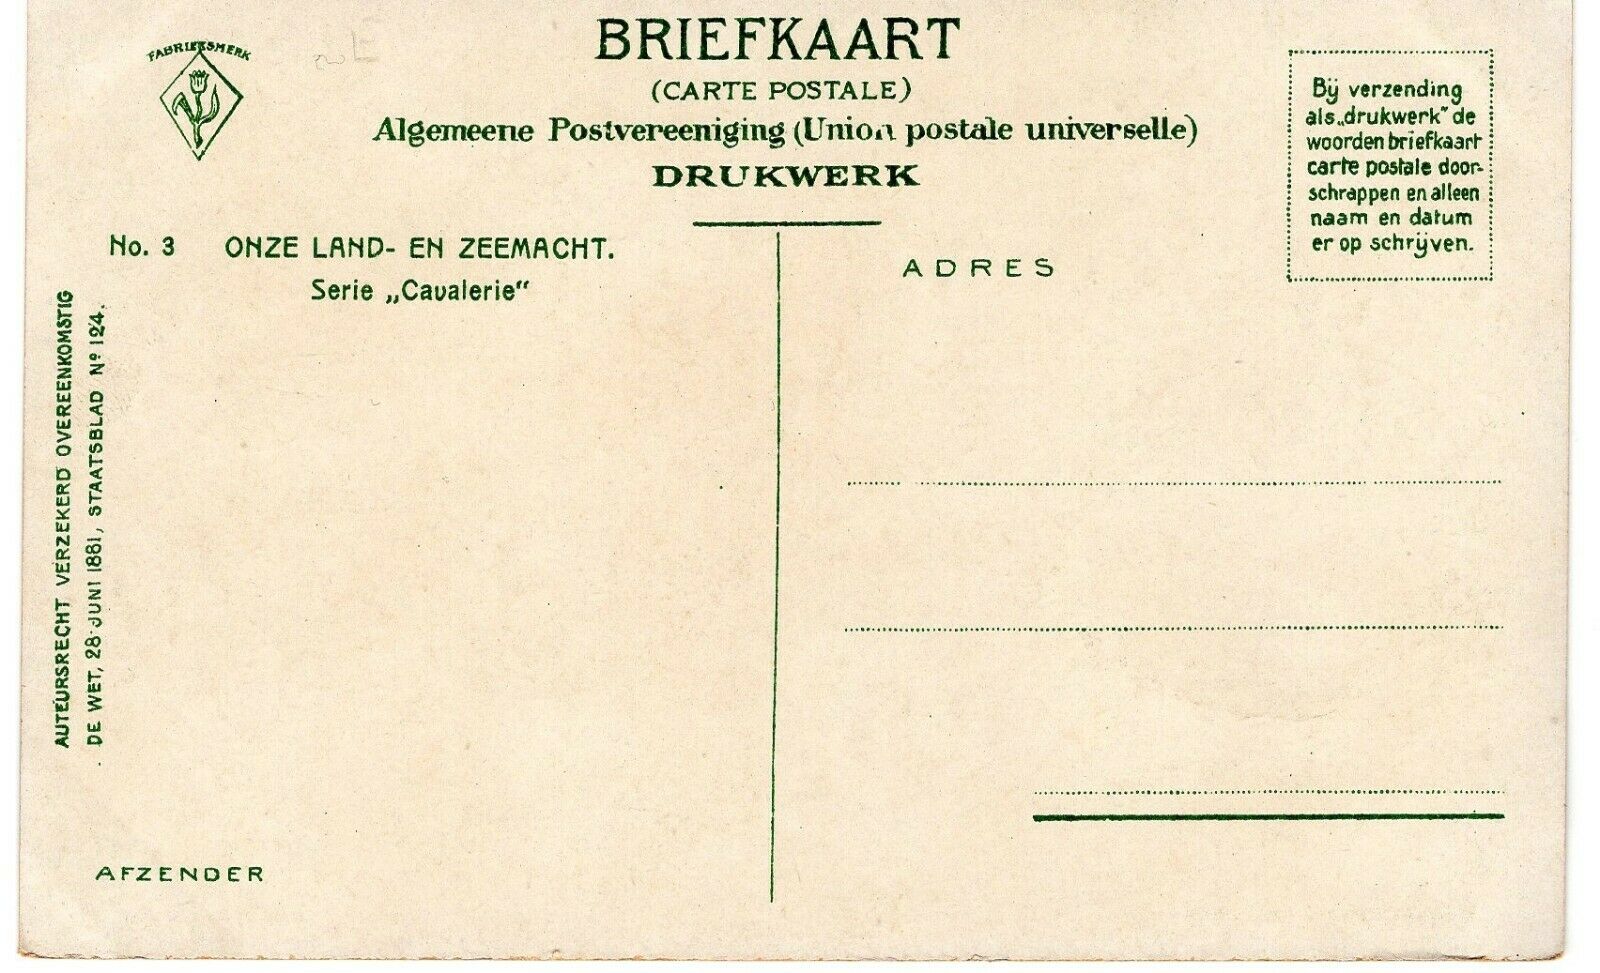 FABRIEKSMERK
BRIEFKAART
(CARTE POSTALE)
Algemeene Postvereeniging (Union postale universelle)
DRUKWERK
Bij verzending
als „drukwerk” de
woorden briefkaart
carte postale door-
schrappen en alleen
naam en datum
er op schrijven.
No. 3 ONZE LAND- EN ZEEMACHT.
Serie „Cavalerie“
ADRES
AUTEURSRECHT VERZEKERD OVEREENKOMSTIG
DE WET, 28 JUNI 1881, STAATSBLAD Nº 124.
AFZENDER